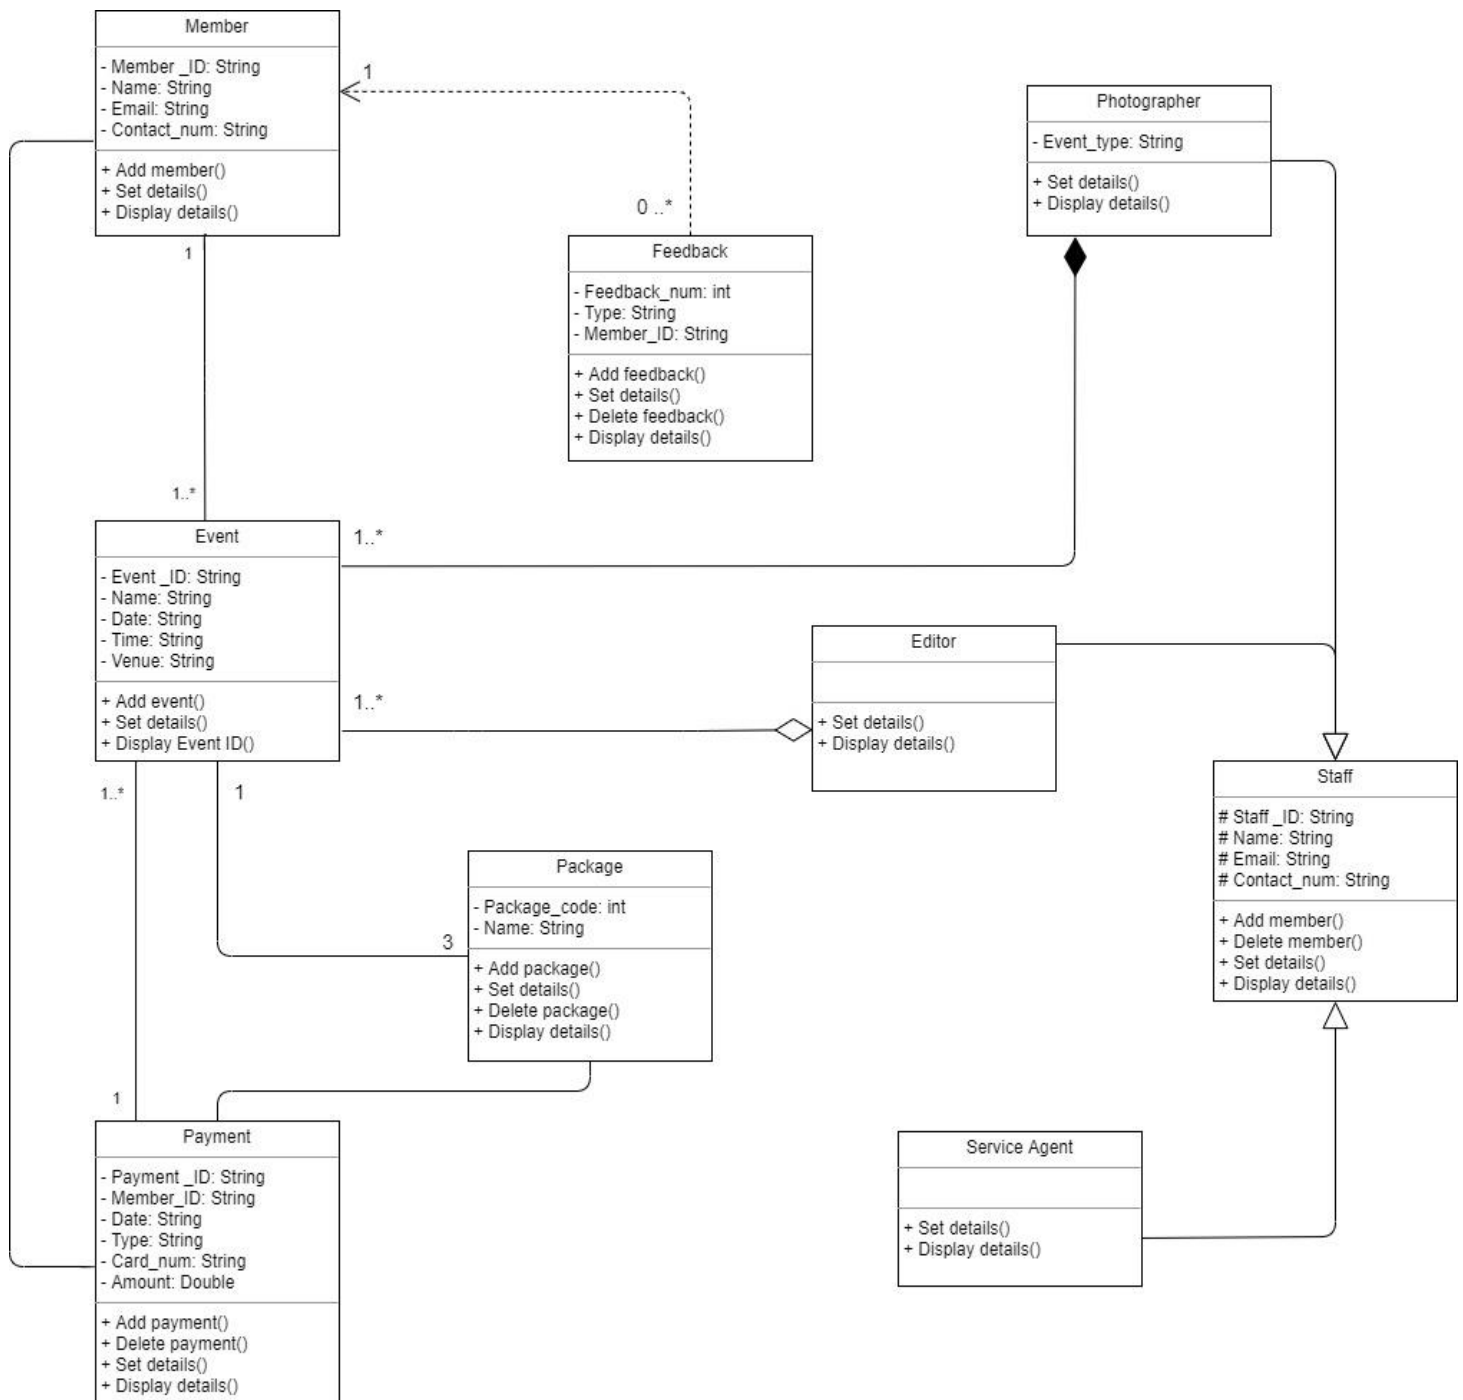 Member
- Member _ID: String
- Name: String
- Email: String
- Contact_num: String
+ Add member()
+ Set details()
+ Display details()
1
1
0 ..*
Feedback
- Feedback_num: int
- Type: String
- Member_ID: String
+ Add feedback()
+ Set details()
+ Delete feedback()
+ Display details()
Photographer
- Event_type: String
+ Set details()
+ Display details()
1..*
Event
- Event _ID: String
- Name: String
- Date: String
- Time: String
- Venue: String
+ Add event()
+ Set details()
+ Display Event ID()
1..*
1..*
Editor
+ Set details()
+ Display details()
Staff
# Staff _ID: String
# Name: String
# Email: String
# Contact_num: String
+ Add member()
+ Delete member()
+ Set details()
+ Display details()
1..*
1
3
Package
- Package_code: int
- Name: String
+ Add package()
+ Set details()
+ Delete package()
+ Display details()
1
Payment
- Payment _ID: String
- Member_ID: String
- Date: String
- Type: String
- Card_num: String
- Amount: Double
+ Add payment()
+ Delete payment()
+ Set details()
+ Display details()
Service Agent
+ Set details()
+ Display details()